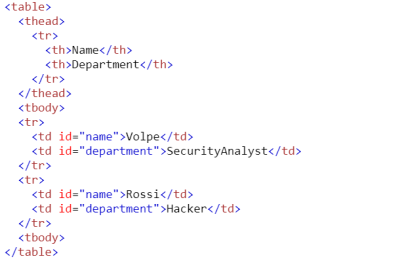 <table>
  <thead>
    <tr>
      <th>Name</th>
      <th>Department</th>
    </tr>
  </thead>
  <tbody>
  <tr>
    <td id="name">Volpe</td>
    <td id="department">SecurityAnalyst</td>
  </tr>
  <tr>
    <td id="name">Rossi</td>
    <td id="department">Hacker</td>
  </tr>
  <tbody>
</table>